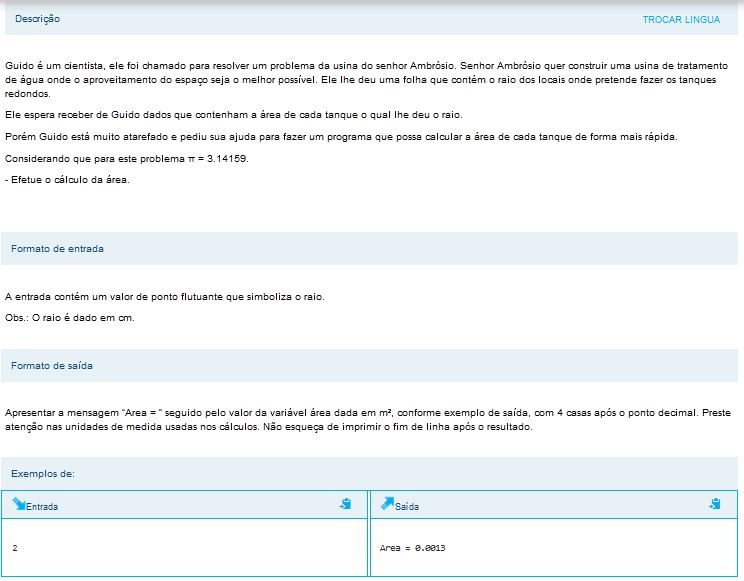 Descrição
TROCAR LINGUA
Guido é um cientista, ele foi chamado para resolver um problema da usina do senhor Ambrósio. Senhor Ambrósio quer construir uma usina de tratamento
de água onde o aproveitamento do espaço seja o melhor possível. Ele lhe deu uma folha que contém o raio dos locais onde pretende fazer os tanques
redondos.
Ele espera receber de Guido dados que contenham a área de cada tanque o qual lhe deu o raio.
Porém Guido está muito atarefado e pediu sua ajuda para fazer um programa que possa calcular a área de cada tanque de forma mais rápida.
Considerando que para este problema π = 3.14159.
- Efetue o cálculo da área.
Formato de entrada
A entrada contém um valor de ponto flutuante que simboliza o raio.
Obs.: O raio é dado em cm.
Formato de saída
Apresentar a mensagem "Area = " seguido pelo valor da variável área dada em m², conforme exemplo de saída, com 4 casas após o ponto decimal. Preste
atenção nas unidades de medida usadas nos cálculos. Não esqueça de imprimir o fim de linha após o resultado.
Exemplos de:
Entrada
Saída
2
Area = 0.0013